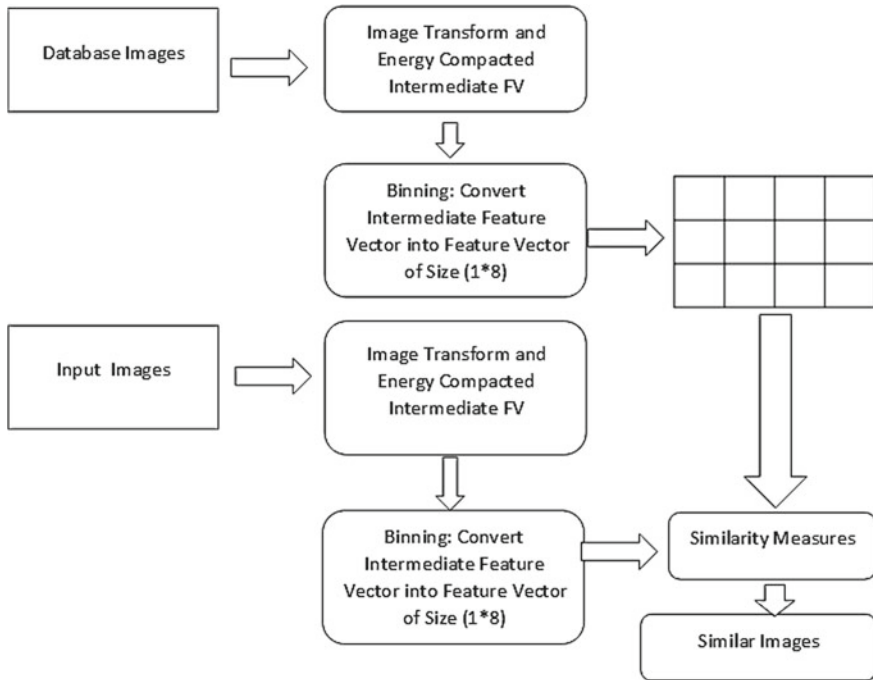 Database Images
Image Transform and
Energy Compacted
Intermediate FV
Binning: Convert
Intermediate Feature
Vector into Feature Vector
of Size (1*8)
Input Images
Image Transform and
Energy Compacted
Intermediate FV
Binning: Convert
Intermediate Feature
Vector into Feature Vector
of Size (1*8)
Similarity Measures
Similar Images